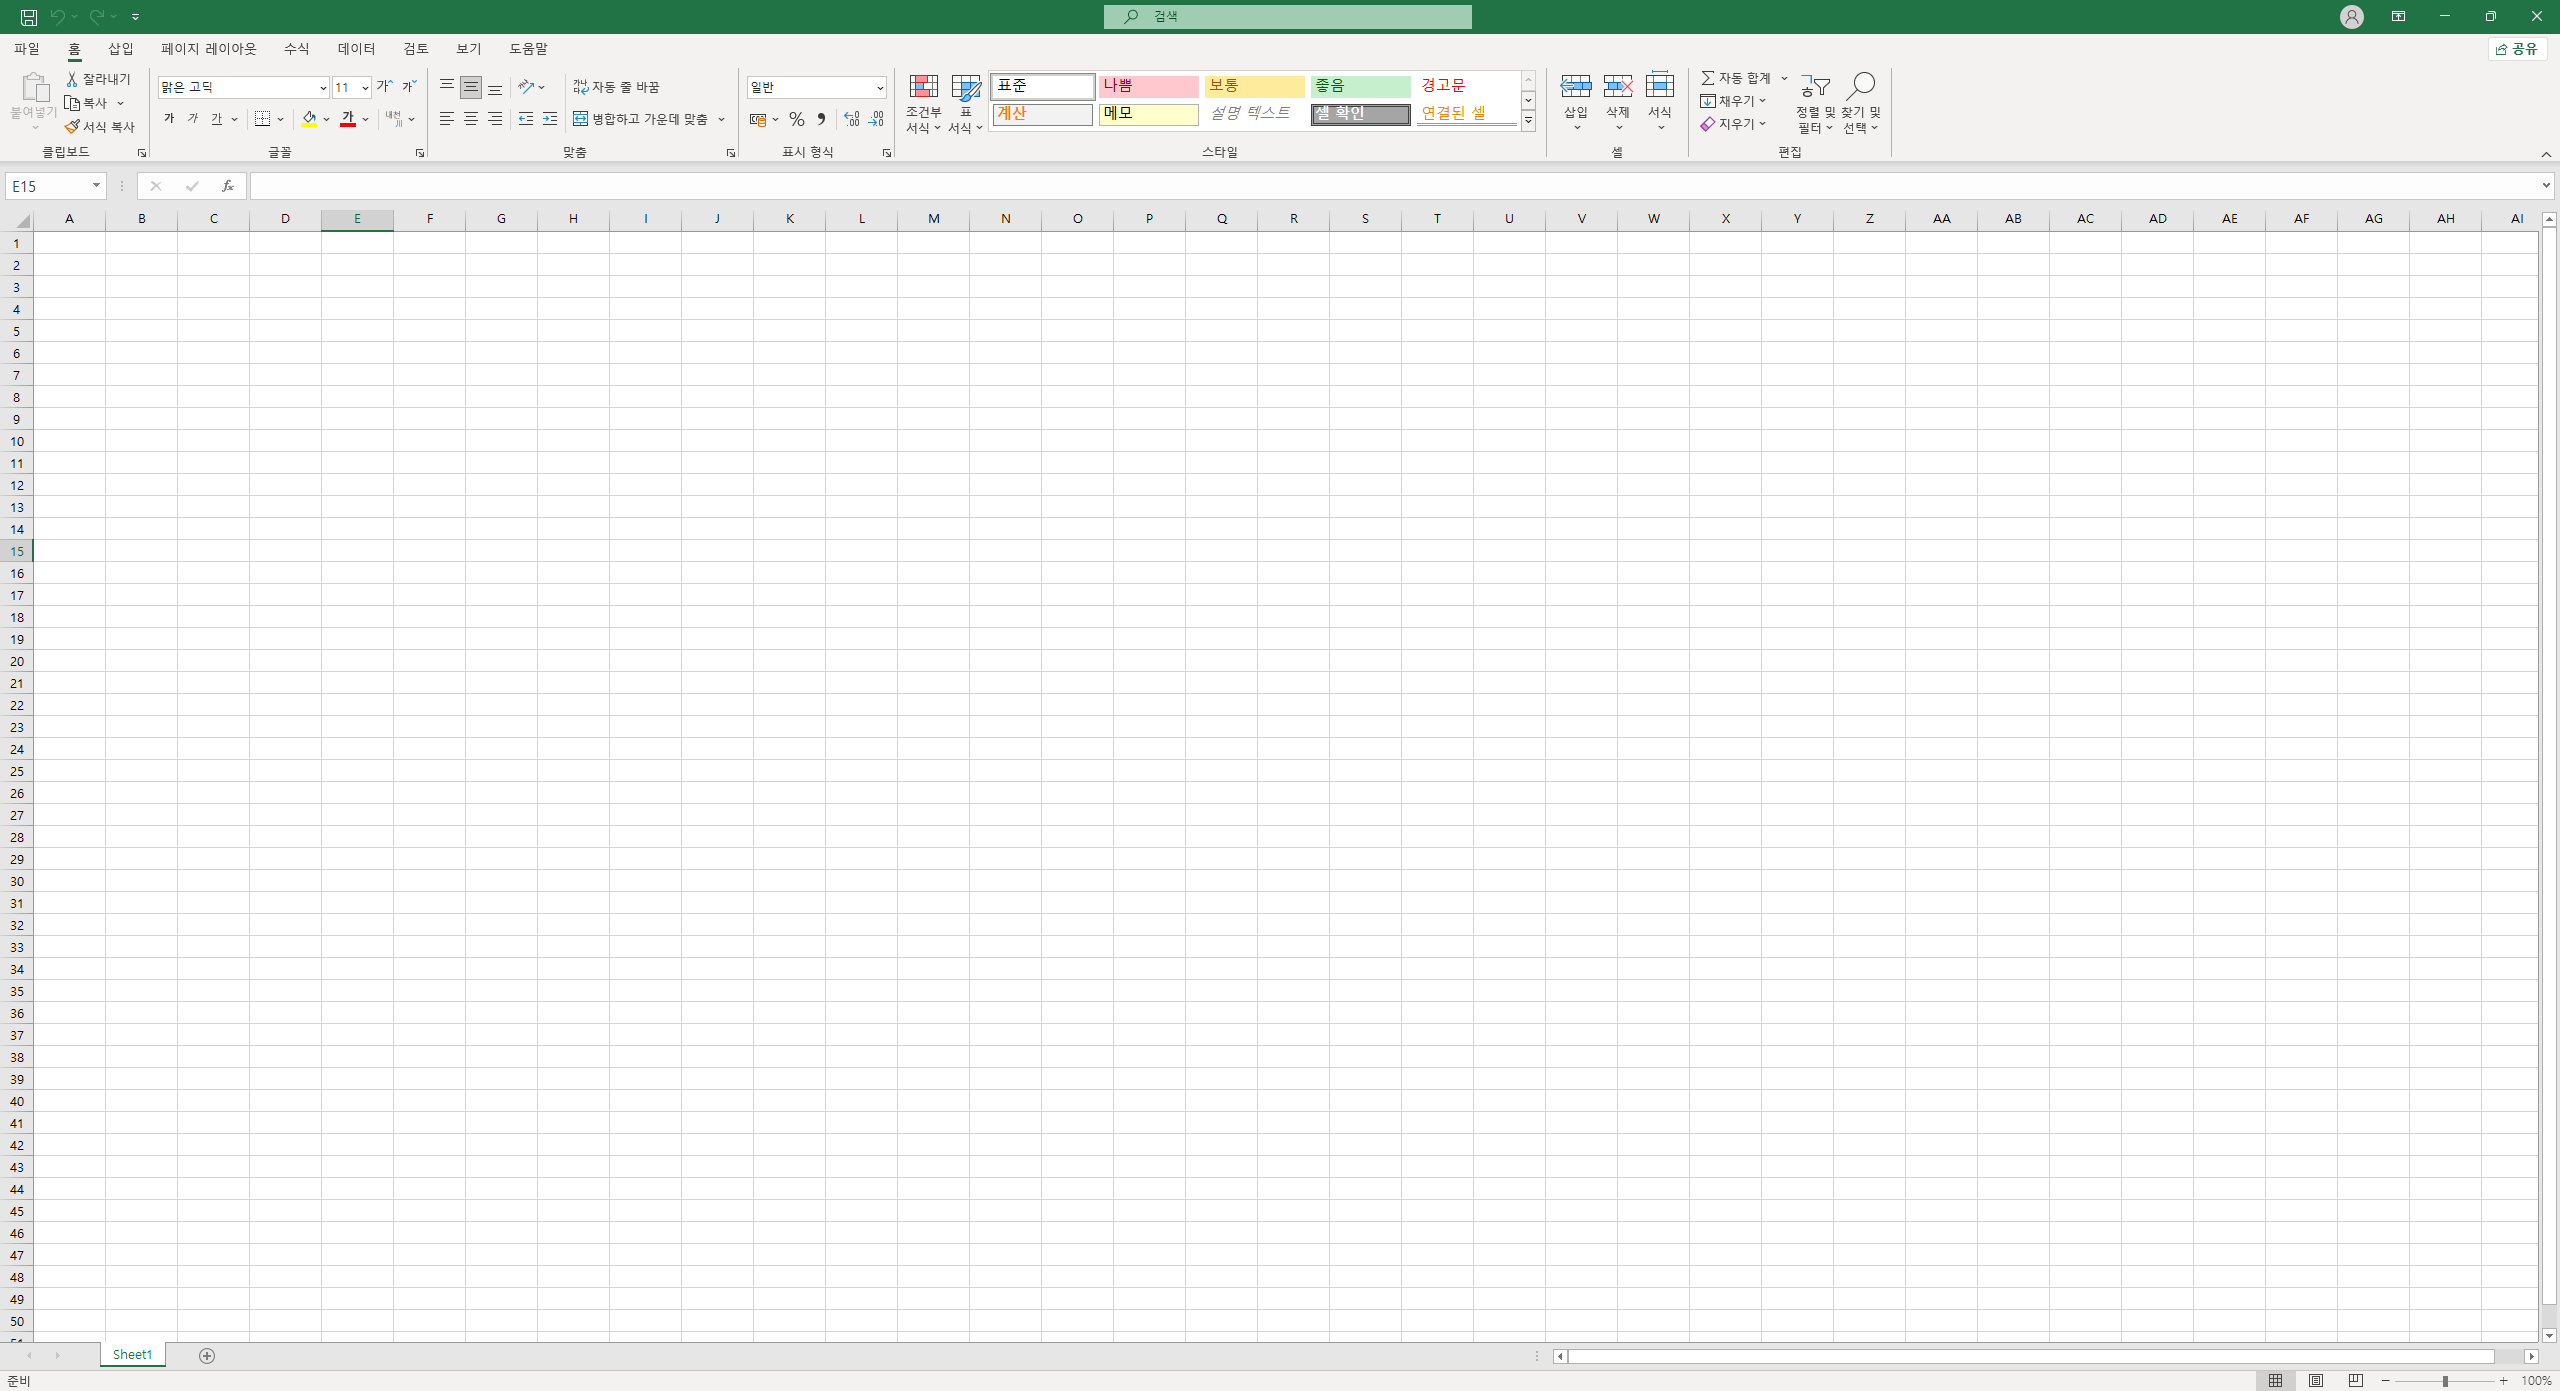 검색
파일 홈 삽입 페이지 레이아웃 수식 데이터 검토 보기 도움말 공유
붙여넣기 잘라내기 복사 서식 복사 클립보드
맑은 고딕 11 가 가
가 가 가 가 내천 글꼴
자동 줄 바꿈
병합하고 가운데 맞춤
맞춤
일반
% 표시 형식
조건부 서식 표 서식
표준 나쁨 보통 좋음 경고문
계산 메모 설명 텍스트 셀 확인 연결된 셀
스타일
삽입 삭제 서식
셀
자동 합계
채우기
지우기
정렬 및 필터 찾기 및 선택
편집
E15 fx
A B C D E F G H I J K L M N O P Q R S T U V W X Y Z AA AB AC AD AE AF AG AH AI
1
2
3
4
5
6
7
8
9
10
11
12
13
14
15
16
17
18
19
20
21
22
23
24
25
26
27
28
29
30
31
32
33
34
35
36
37
38
39
40
41
42
43
44
45
46
47
48
49
50
Sheet1
준비 100%